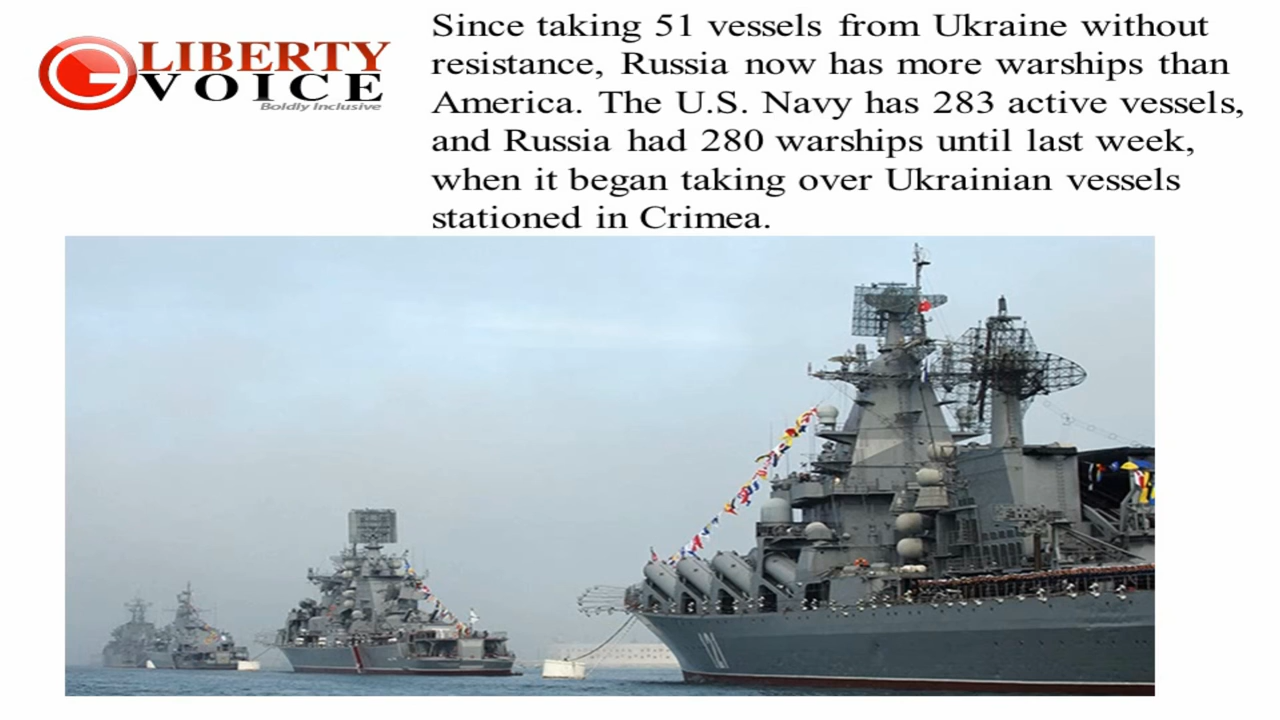 LIBERTY
VOICE
Boldly Inclusive
Since taking 51 vessels from Ukraine without
resistance, Russia now has more warships than
America. The U.S. Navy has 283 active vessels,
and Russia had 280 warships until last week,
when it began taking over Ukrainian vessels
stationed in Crimea.
121